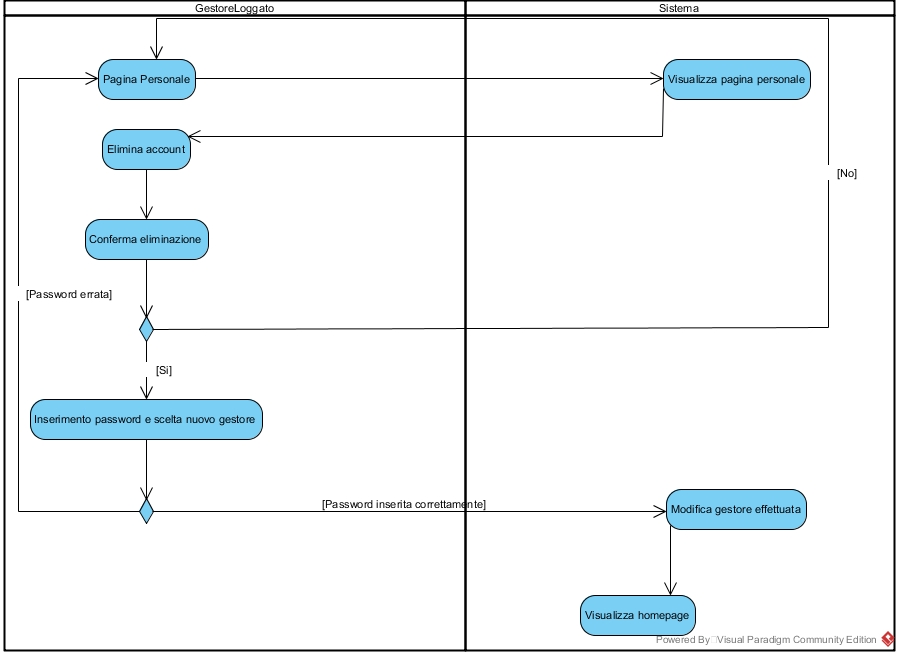 GestoreLoggato
Sistema
Pagina Personale
Visualizza pagina personale
Elimina account
[No]
Conferma eliminazione
[Password errata]
[Si]
Inserimento password e scelta nuovo gestore
[Password inserita correttamente]
Modifica gestore effettuata
Visualizza homepage
Powered By Visual Paradigm Community Edition